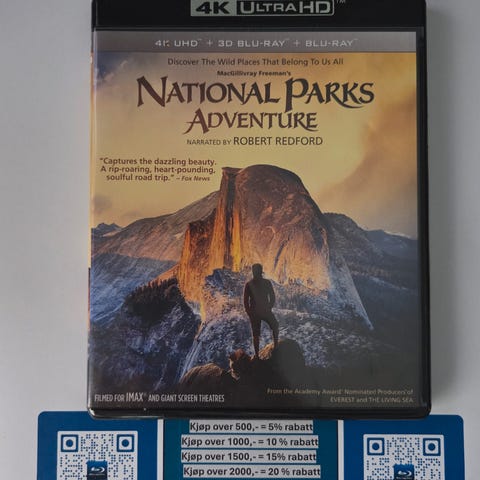 4K ULTRA HD™
4K UHD™ + 3D BLU-RAY™ + BLU-RAY™
Discover The Wild Places That Belong To Us All
MacGillivray Freeman's
NATIONAL PARKS
ADVENTURE
NARRATED BY ROBERT REDFORD
"Captures the dazzling beauty.
A rip-roaring, heart-pounding,
soulful road trip." – Fox News
FILMED FOR IMAX® AND GIANT SCREEN THEATRES
From the Academy Award® Nominated Producers of
EVEREST and THE LIVING SEA
Kjøp over 500,- = 5% rabatt
Kjøp over 1000,- = 10 % rabatt
Kjøp over 1500,- = 15% rabatt
Kjøp over 2000,- = 20 % rabatt